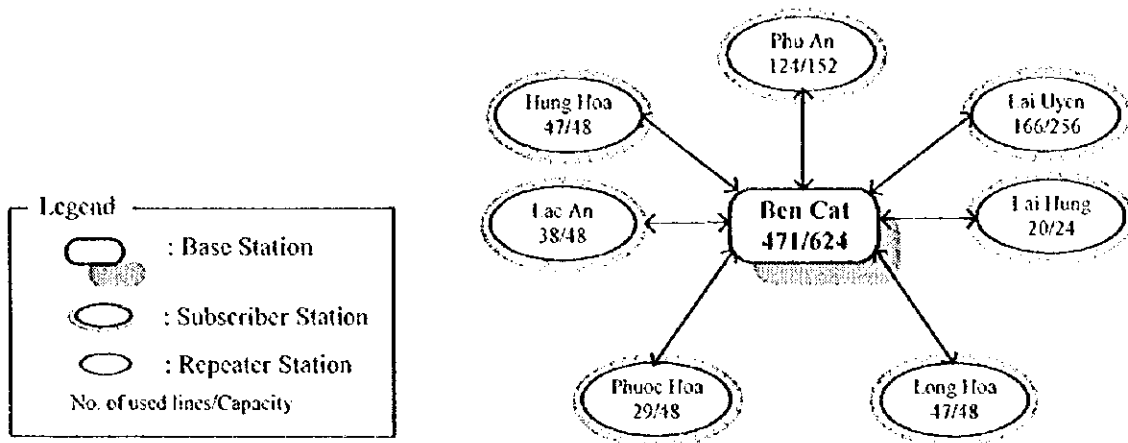 Phu An
124/152
Hung Hoa
47/48
Lai Uyen
166/256
Lac An
38/48
Ben Cat
471/624
Lai Hung
20/24
Phuoc Hoa
29/48
Long Hoa
47/48
Legend
: Base Station
: Subscriber Station
: Repeater Station
No. of used lines/Capacity